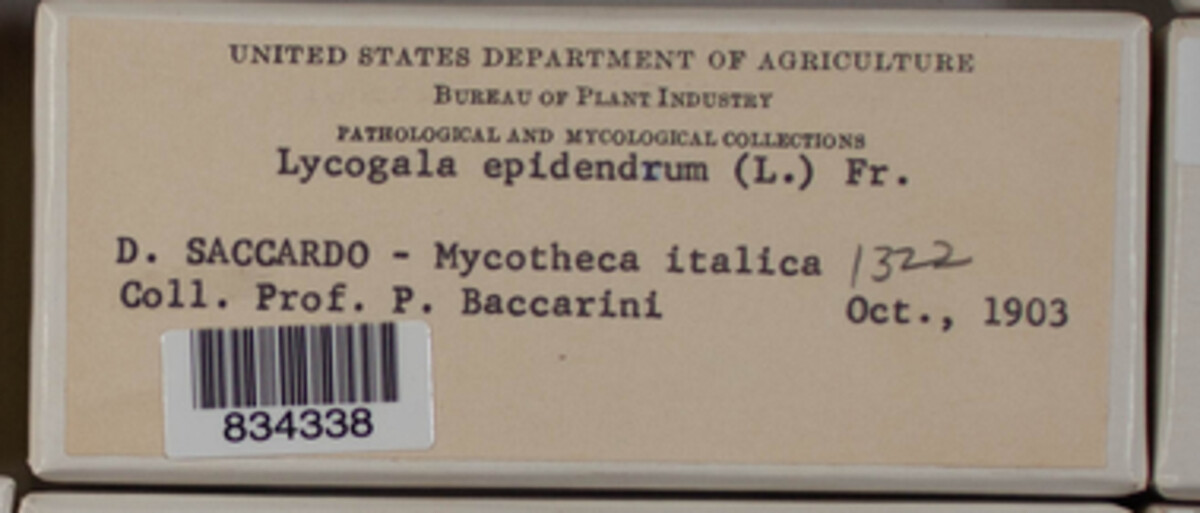 UNITED STATES DEPARTMENT OF AGRICULTURE
BUREAU OF PLANT INDUSTRY
PATHOLOGICAL AND MYCOLOGICAL COLLECTIONS
Lycogala epidendrum (L.) Fr.
D. SACCARDO - Mycotheca italica 1322
Coll. Prof. P. Baccarini Oct., 1903
834338